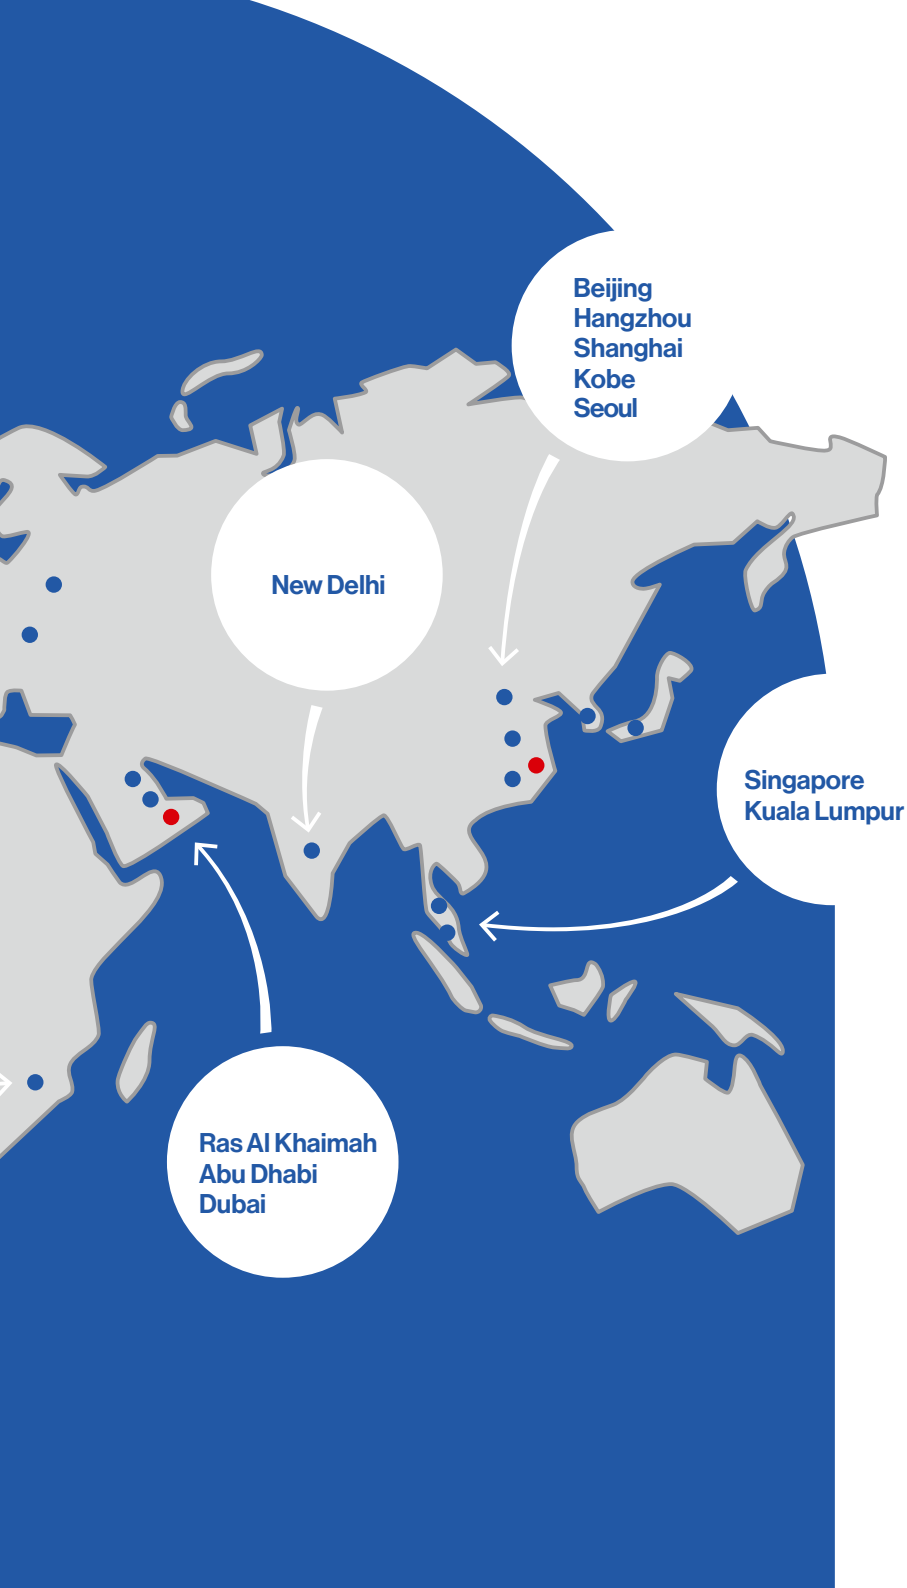 Beijing
Hangzhou
Shanghai
Kobe
Seoul
New Delhi
Singapore
Kuala Lumpur
Ras Al Khaimah
Abu Dhabi
Dubai